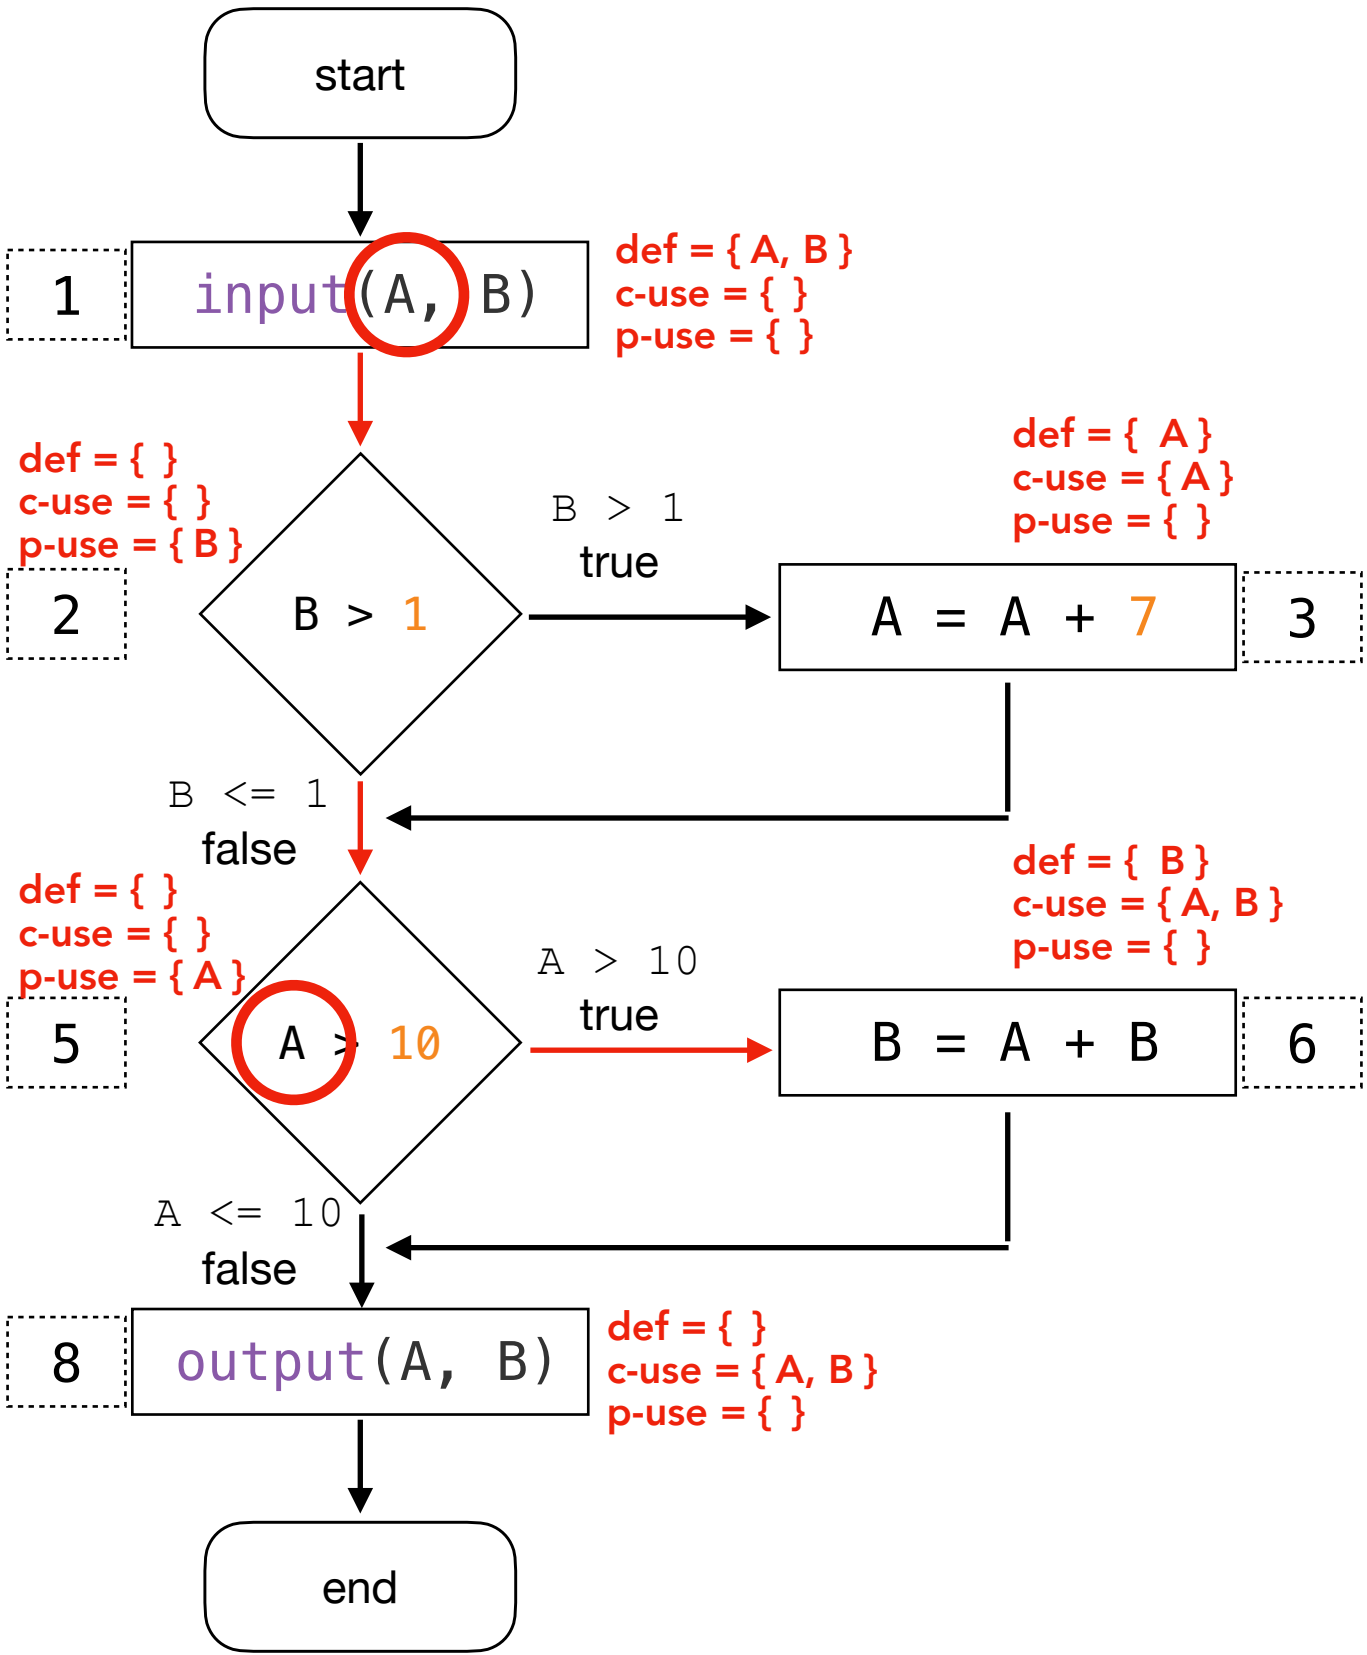 start
1
input(A, B)
def = { A, B }
c-use = { }
p-use = { }
def = { }
c-use = { }
p-use = { B }
2
B > 1
B > 1
true
def = { A }
c-use = { A }
p-use = { }
A = A + 7
3
B <= 1
false
def = { }
c-use = { }
p-use = { A }
5
A > 10
A > 10
true
def = { B }
c-use = { A, B }
p-use = { }
B = A + B
6
A <= 10
false
8
output(A, B)
def = { }
c-use = { A, B }
p-use = { }
end